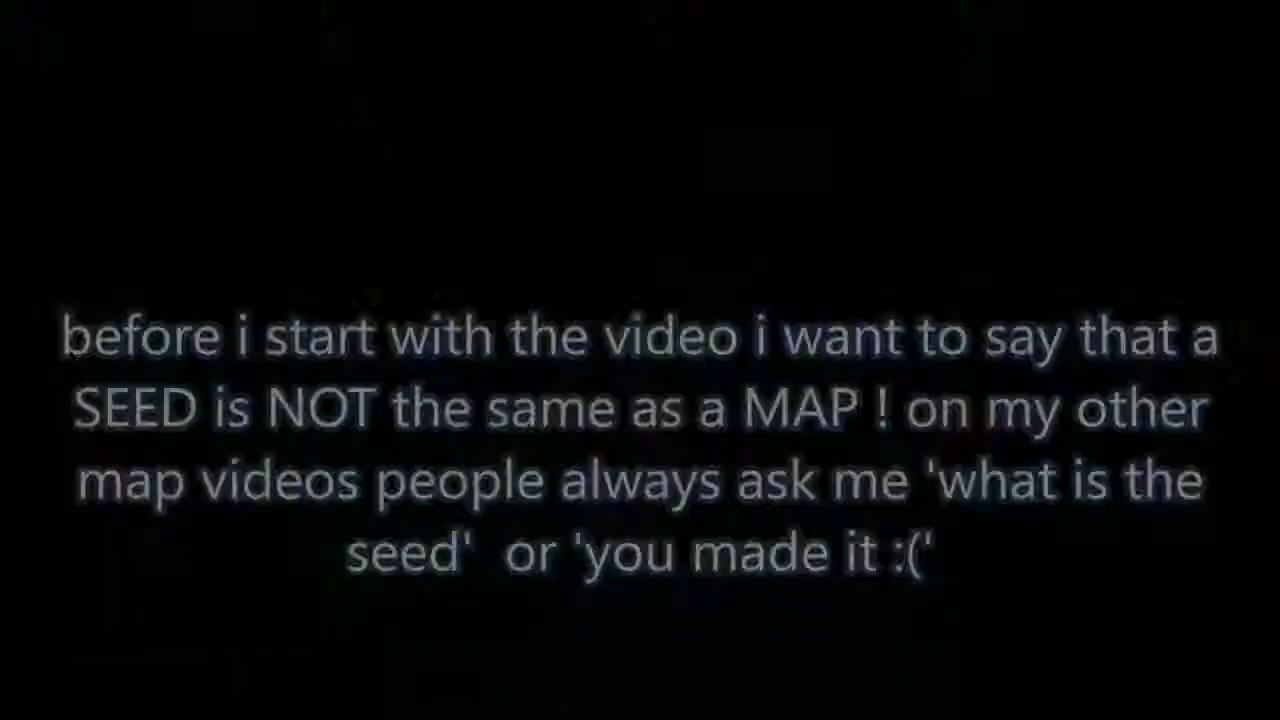 before i start with the video i want to say that a
SEED is NOT the same as a MAP ! on my other
map videos people always ask me 'what is the
seed'  or 'you made it :('